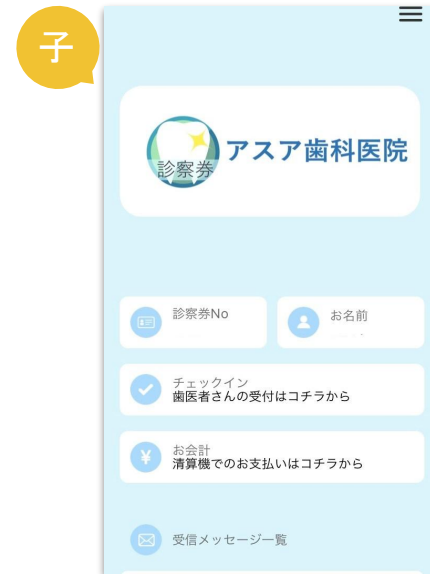 子
診察券
アスア歯科医院
診察券No
お名前
チェックイン
歯医者さんの受付はコチラから
お会計
清算機でのお支払いはコチラから
受信メッセージ一覧